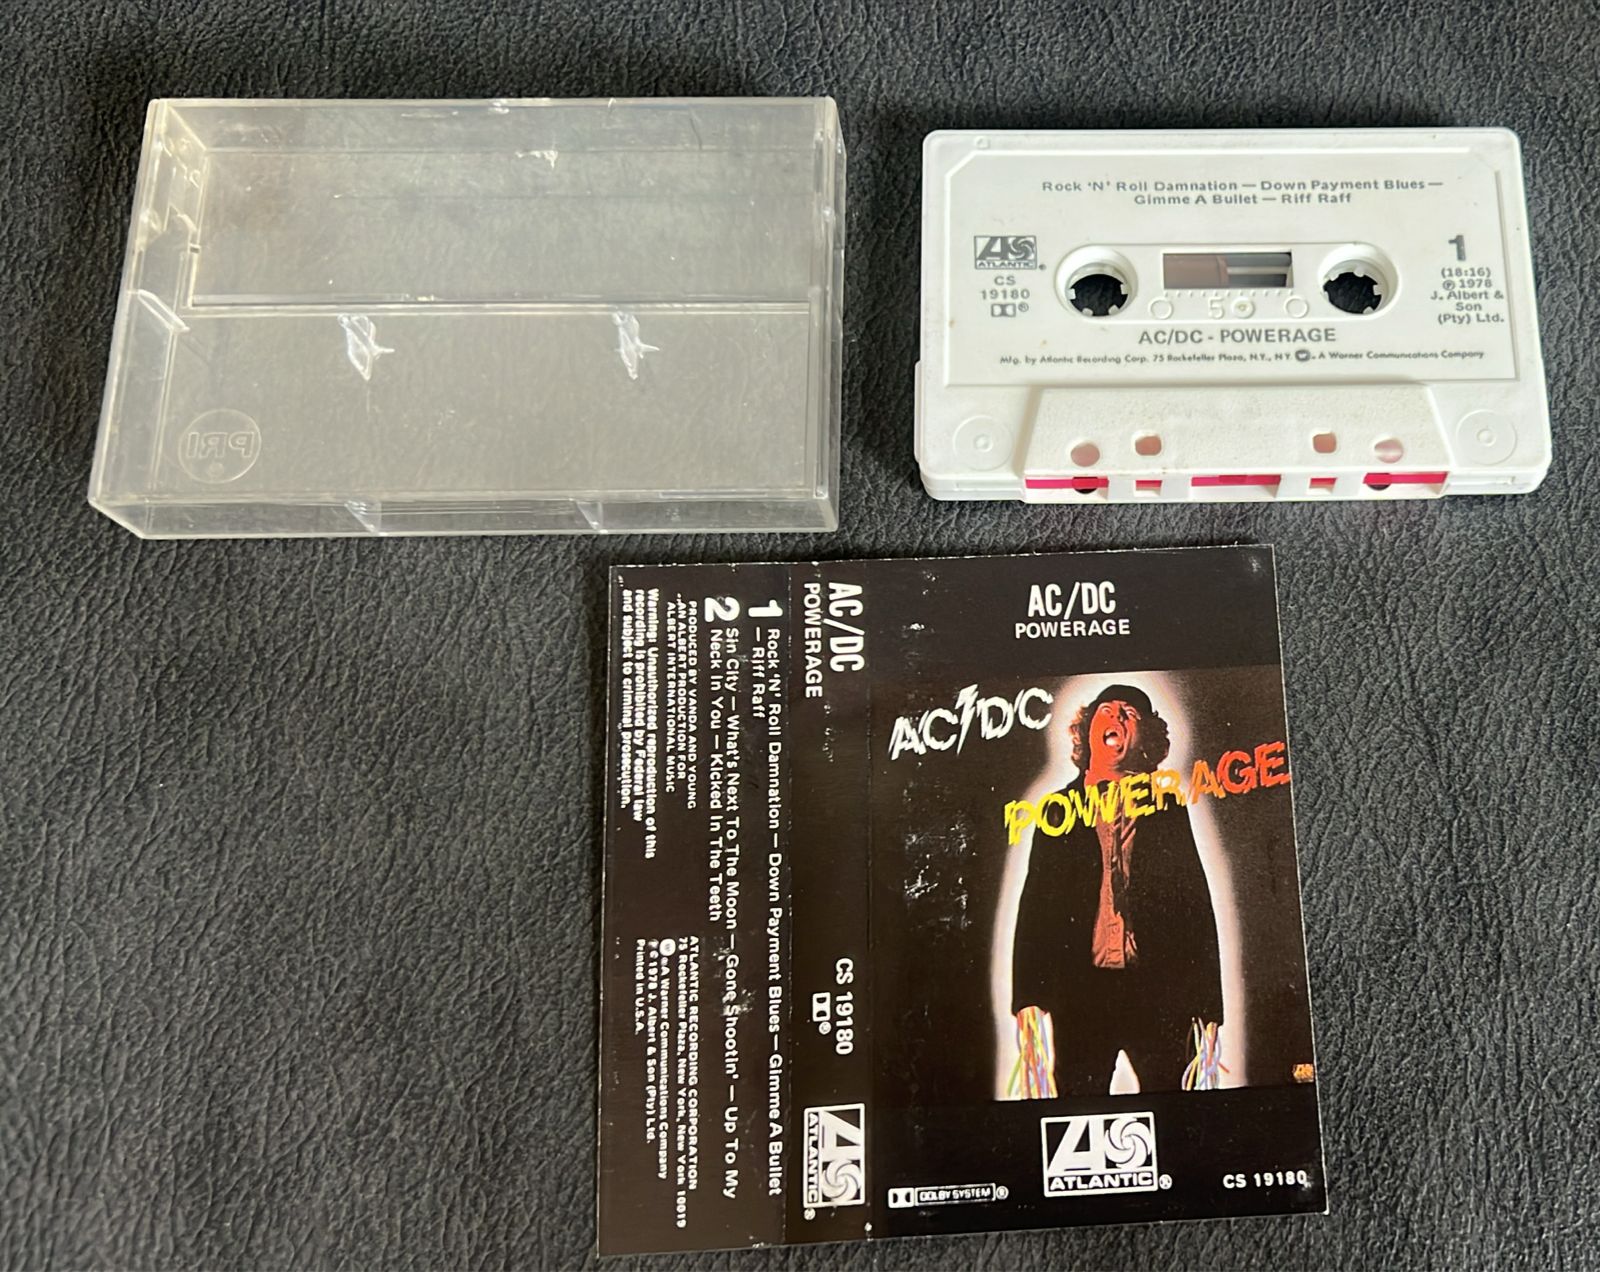 PRI
®
Rock 'N' Roll Damnation — Down Payment Blues —
Gimme A Bullet — Riff Raff
ATLANTIC®
CS
19180
®
1
(18:16)
℗ 1978
J. Albert &
Son
(Pty) Ltd.
50
AC/DC - POWERAGE
Mfg. by Atlantic Recording Corp. 75 Rockefeller Plaza, N.Y., N.Y. A Warner Communications Company
AC/DC
POWERAGE
AC/DC
POWERAGE
ATLANTIC®
DOLBY SYSTEM®
CS 19180
AC/DC
POWERAGE
CS 19180
®
ATLANTIC®
1 Rock 'N' Roll Damnation — Down Payment Blues — Gimme A Bullet
— Riff Raff
2 Sin City — What's Next To The Moon — Gone Shootin' — Up To My
Neck In You — Kicked In The Teeth
PRODUCED BY VANDA AND YOUNG
AN ALBERT PRODUCTION FOR
ALBERT INTERNATIONAL MUSIC
Warning: Unauthorized reproduction of this
recording is prohibited by Federal law
and subject to criminal prosecution.
ATLANTIC RECORDING CORPORATION
75 Rockefeller Plaza, New York, New York 10019
A Warner Communications Company
℗ © 1978 J. Albert & Son (Pty) Ltd.
Printed in U.S.A.